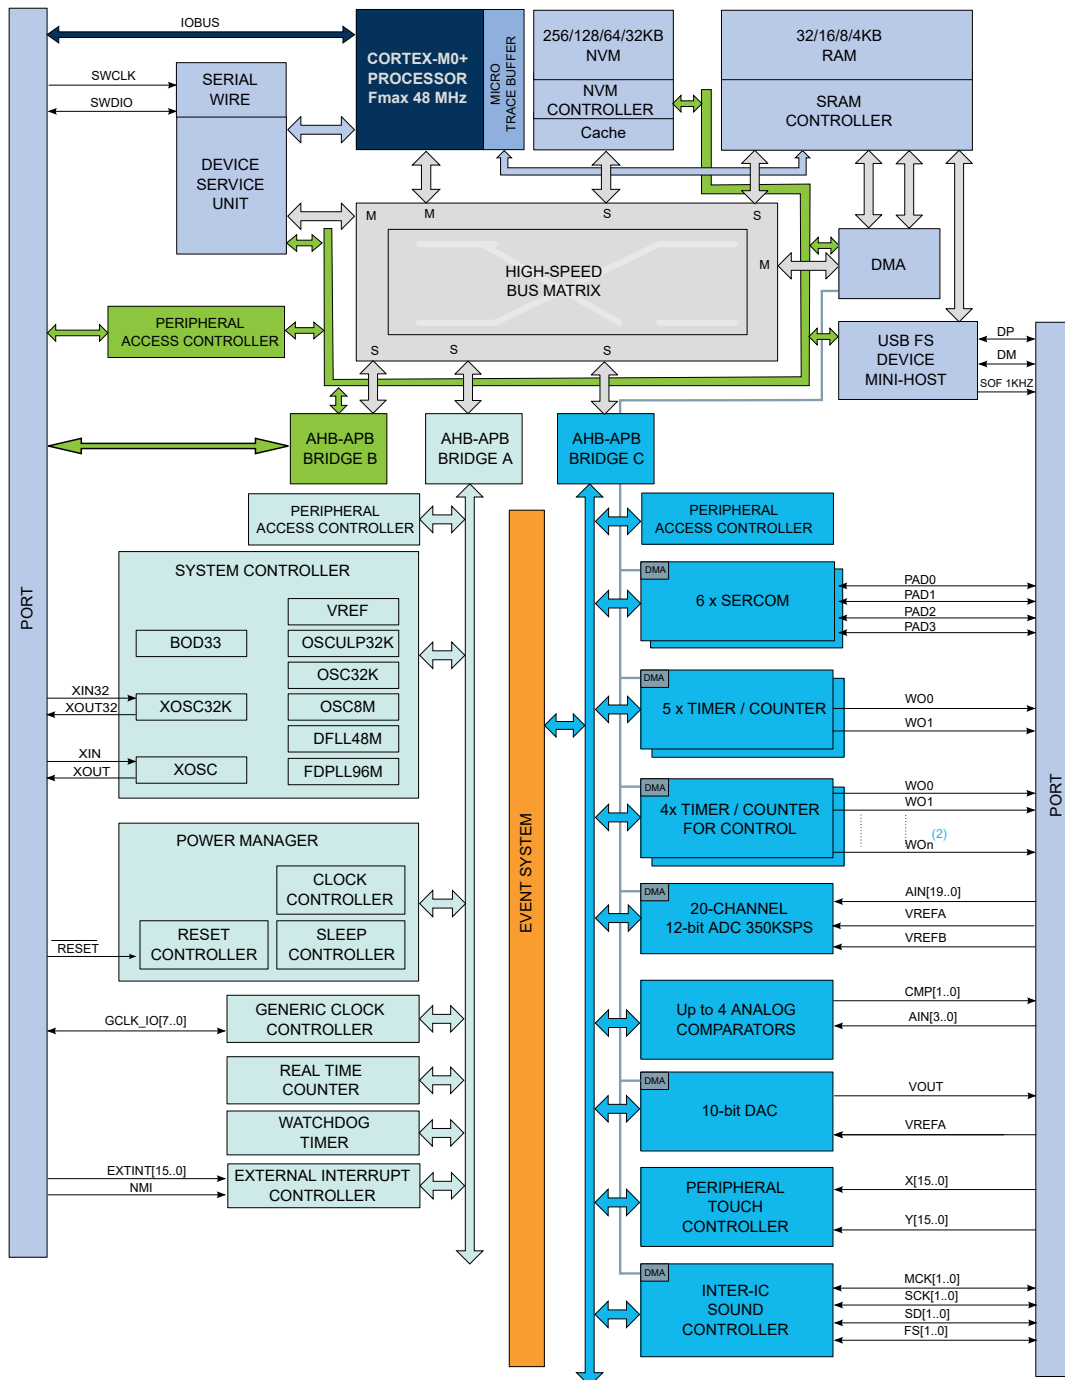 IOBUS
SWCLK
SWDIO
SERIAL
WIRE
DEVICE
SERVICE
UNIT
CORTEX-M0+
PROCESSOR
Fmax 48 MHz
MICRO
TRACE BUFFER
256/128/64/32KB
NVM
NVM
CONTROLLER
Cache
32/16/8/4KB
RAM
SRAM
CONTROLLER
M
M
S
S
M
HIGH-SPEED
BUS MATRIX
S
S
S
DMA
PERIPHERAL
ACCESS CONTROLLER
USB FS
DEVICE
MINI-HOST
DP
DM
SOF 1KHZ
AHB-APB
BRIDGE B
AHB-APB
BRIDGE A
AHB-APB
BRIDGE C
PORT
PERIPHERAL
ACCESS CONTROLLER
SYSTEM CONTROLLER
VREF
BOD33
OSCULP32K
OSC32K
XIN32
XOUT32
XOSC32K
OSC8M
DFLL48M
XIN
XOUT
XOSC
FDPLL96M
POWER MANAGER
CLOCK
CONTROLLER
RESET
RESET
CONTROLLER
SLEEP
CONTROLLER
GCLK_IO[7..0]
GENERIC CLOCK
CONTROLLER
REAL TIME
COUNTER
WATCHDOG
TIMER
EXTINT[15..0]
NMI
EXTERNAL INTERRUPT
CONTROLLER
EVENT SYSTEM
PERIPHERAL
ACCESS CONTROLLER
DMA
6 x SERCOM
PAD0
PAD1
PAD2
PAD3
DMA
5 x TIMER / COUNTER
WO0
WO1
DMA
4x TIMER / COUNTER
FOR CONTROL
WO0
WO1
(2)
WOn
DMA
20-CHANNEL
12-bit ADC 350KSPS
AIN[19..0]
VREFA
VREFB
Up to 4 ANALOG
COMPARATORS
CMP[1..0]
AIN[3..0]
DMA
10-bit DAC
VOUT
VREFA
PERIPHERAL
TOUCH
CONTROLLER
X[15..0]
Y[15..0]
DMA
INTER-IC
SOUND
CONTROLLER
MCK[1..0]
SCK[1..0]
SD[1..0]
FS[1..0]
PORT